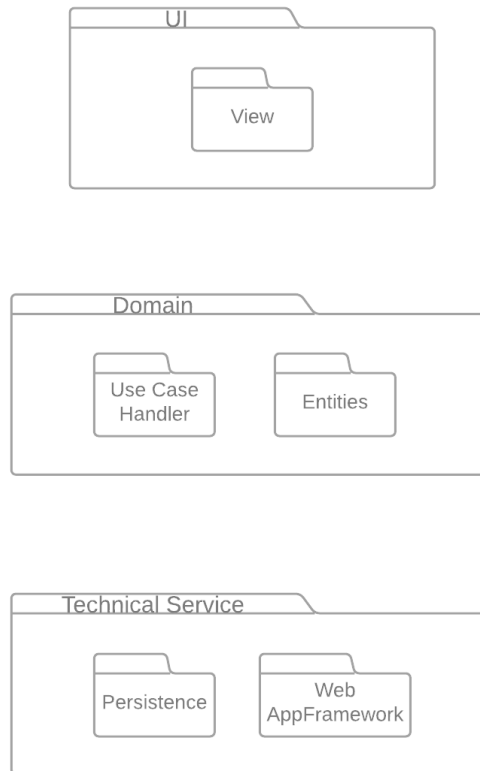 UI
View
Domain
Use Case
Handler
Entities
Technical Service
Persistence
Web
AppFramework